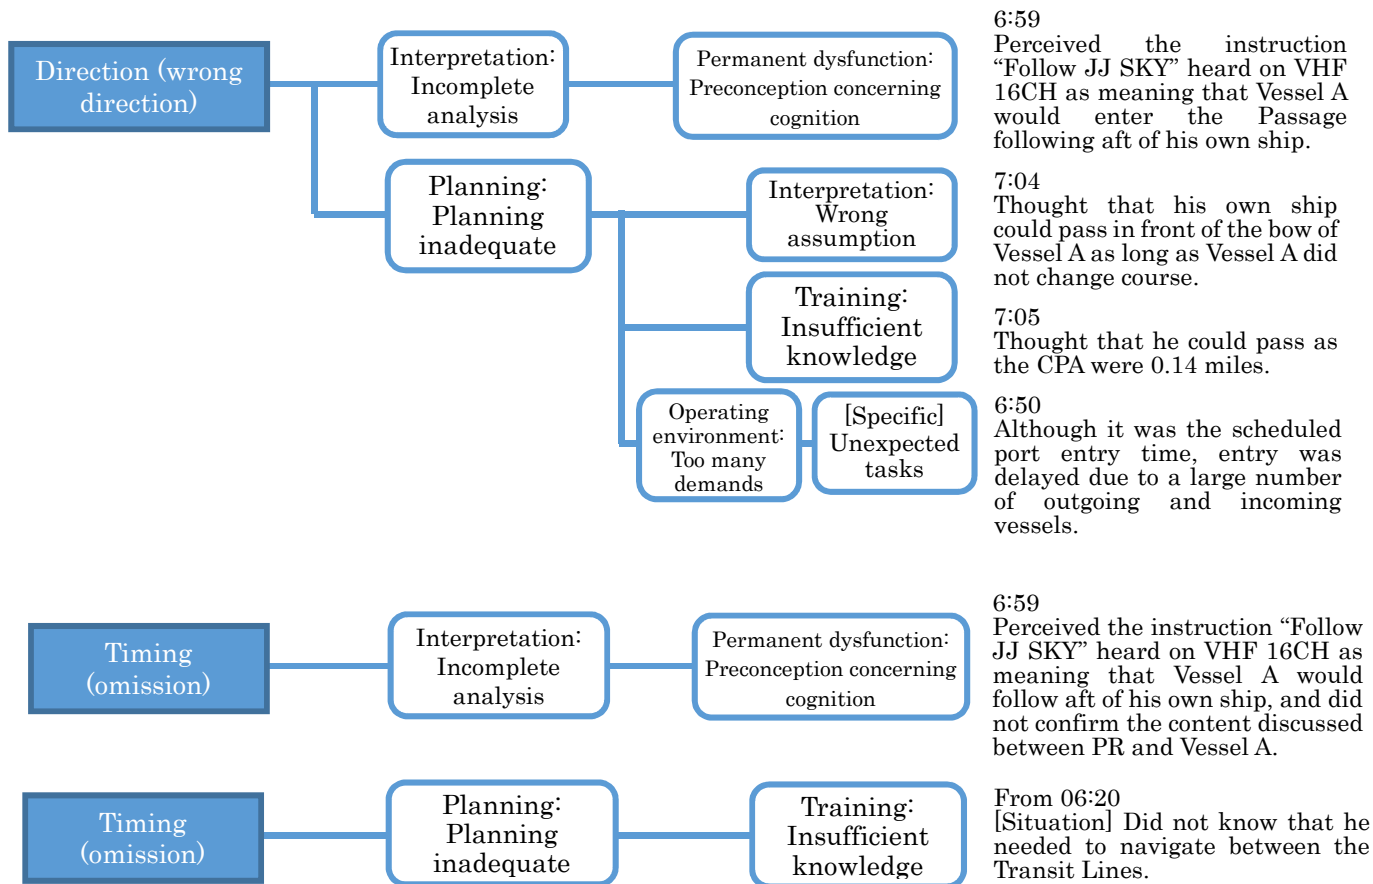 Direction (wrong
direction)
Interpretation:
Incomplete
analysis
Permanent dysfunction:
Preconception concerning
cognition
6:59
Perceived the instruction
“Follow JJ SKY” heard on VHF
16CH as meaning that Vessel A
would enter the Passage
following aft of his own ship.
Planning:
Planning
inadequate
Interpretation:
Wrong
assumption
7:04
Thought that his own ship
could pass in front of the bow of
Vessel A as long as Vessel A did
not change course.
Training:
Insufficient
knowledge
7:05
Thought that he could pass as
the CPA were 0.14 miles.
Operating
environment:
Too many
demands
[Specific]
Unexpected
tasks
6:50
Although it was the scheduled
port entry time, entry was
delayed due to a large number
of outgoing and incoming
vessels.
Timing
(omission)
Interpretation:
Incomplete
analysis
Permanent dysfunction:
Preconception concerning
cognition
6:59
Perceived the instruction “Follow
JJ SKY” heard on VHF 16CH as
meaning that Vessel A would
follow aft of his own ship, and did
not confirm the content discussed
between PR and Vessel A.
Timing
(omission)
Planning:
Planning
inadequate
Training:
Insufficient
knowledge
From 06:20
[Situation] Did not know that he
needed to navigate between the
Transit Lines.